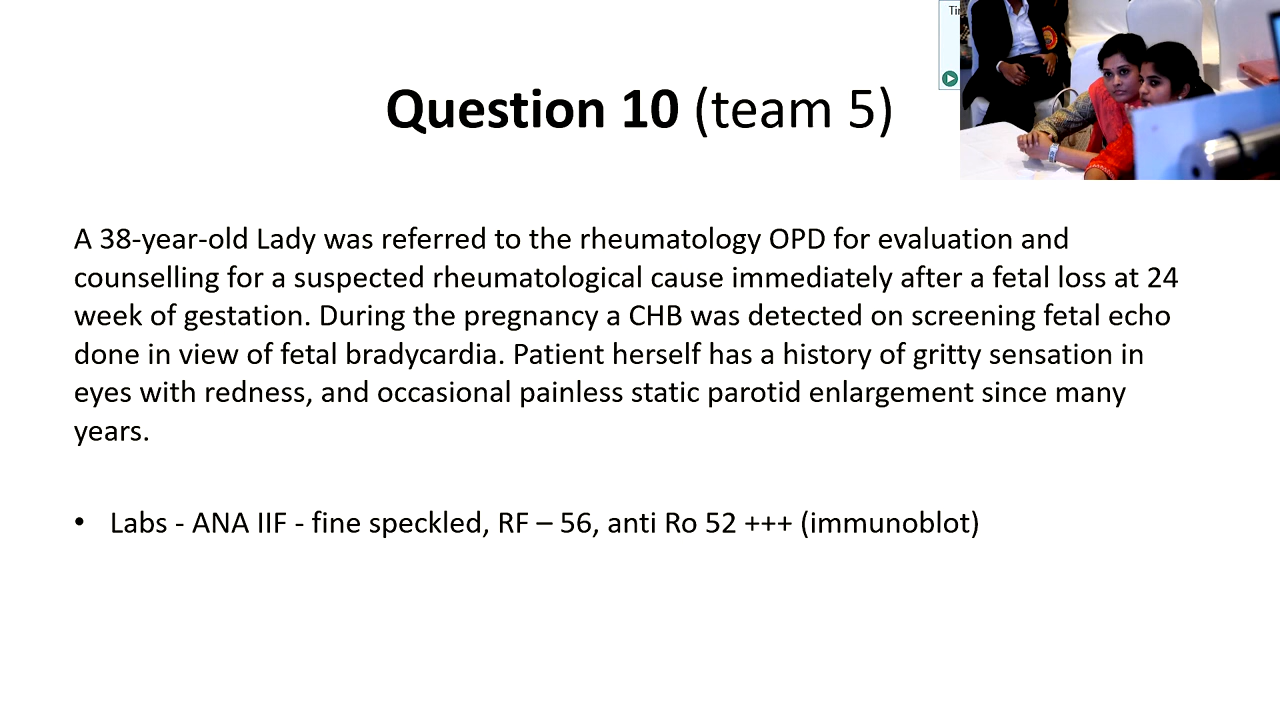 Question 10 (team 5)
A 38-year-old Lady was referred to the rheumatology OPD for evaluation and
counselling for a suspected rheumatological cause immediately after a fetal loss at 24
week of gestation. During the pregnancy a CHB was detected on screening fetal echo
done in view of fetal bradycardia. Patient herself has a history of gritty sensation in
eyes with redness, and occasional painless static parotid enlargement since many
years.
• Labs - ANA IIF - fine speckled, RF – 56, anti Ro 52 +++ (immunoblot)